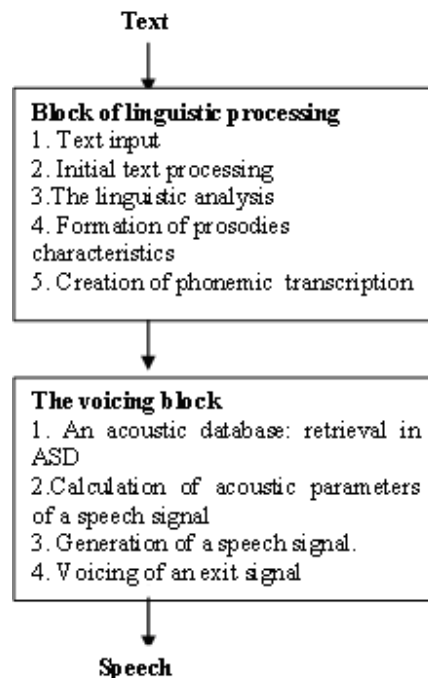 Text
Block of linguistic processing
1. Text input
2. Initial text processing
3.The linguistic analysis
4. Formation of prosodies
characteristics
5. Creation of phonemic transcription
The voicing block
1. An acoustic database: retrieval in
ASD
2.Calculation of acoustic parameters
of a speech signal
3. Generation of a speech signal.
4. Voicing of an exit signal
Speech